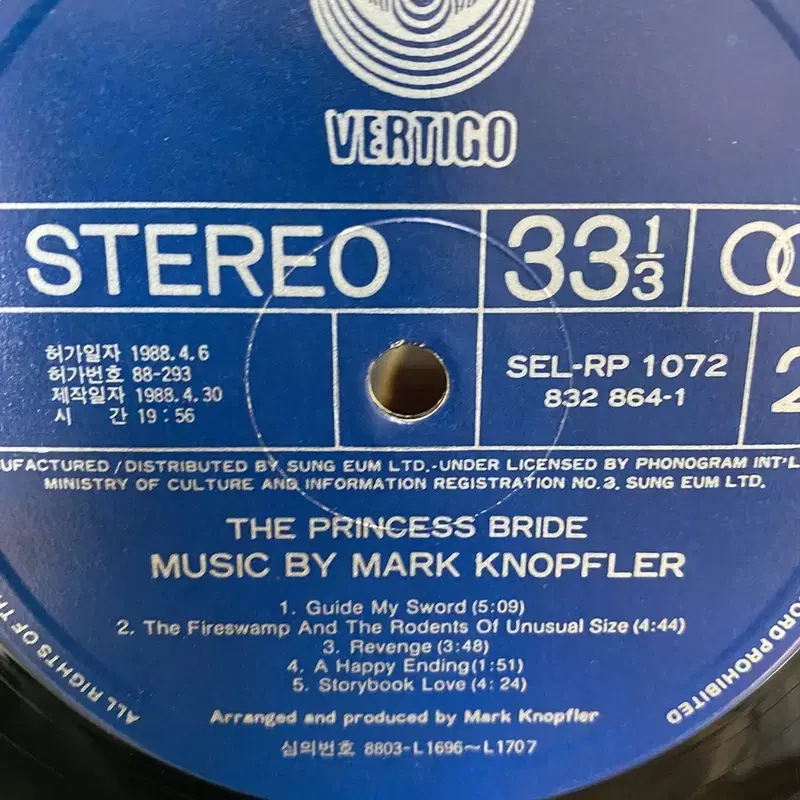 VERTIGO
STEREO
33 1/3
허가일자 1988.4.6
허가번호 88-293
제작일자 1988.4.30
시 간 19:56
SEL-RP 1072
832 864-1
2
UFACTURED/DISTRIBUTED BY SUNG EUM LTD.-UNDER LICENSED BY PHONOGRAM INT'L
MINISTRY OF CULTURE AND INFORMATION REGISTRATION NO.3. SUNG EUM LTD.
THE PRINCESS BRIDE
MUSIC BY MARK KNOPFLER
1. Guide My Sword (5:09)
2. The Fireswamp And The Rodents Of Unusual Size (4:44)
3. Revenge (3:48)
4. A Happy Ending(1:51)
5. Storybook Love (4: 24)
Arranged and produced by Mark Knopfler
심의번호 8803-L1696~L1707
ALL RIGHTS OF
PROHIBITED